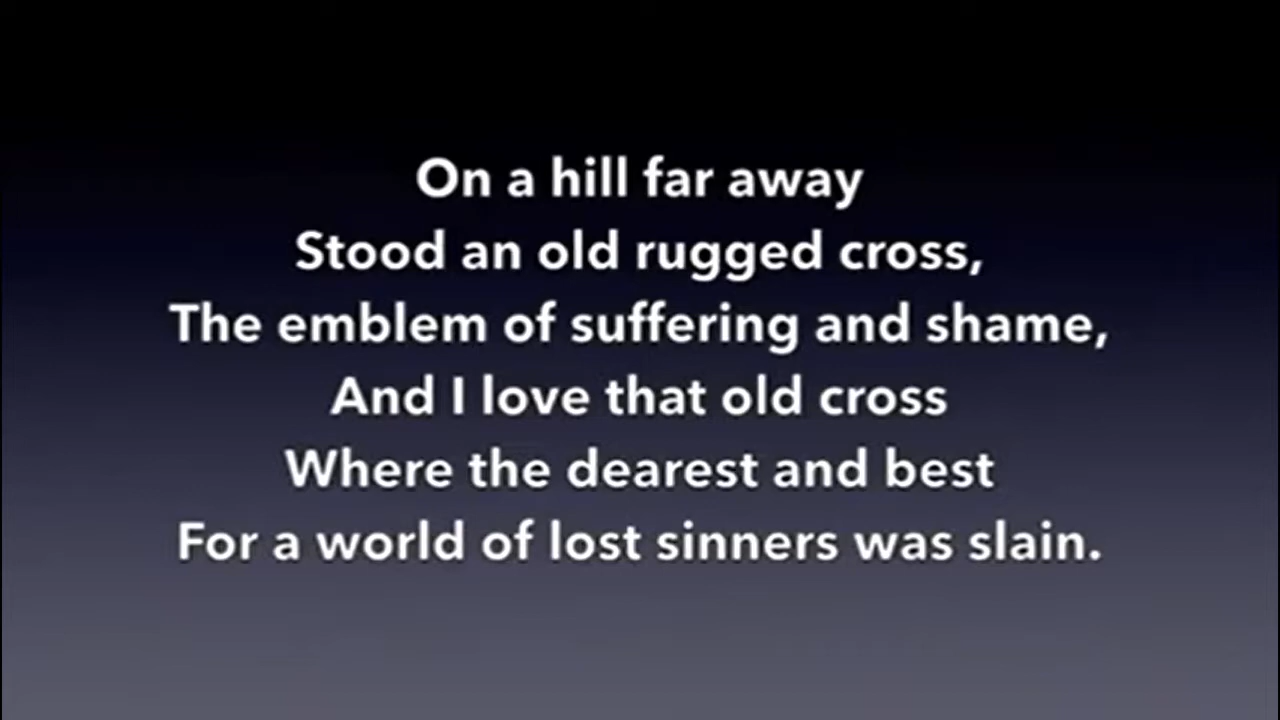 On a hill far away
Stood an old rugged cross,
The emblem of suffering and shame,
And I love that old cross
Where the dearest and best
For a world of lost sinners was slain.